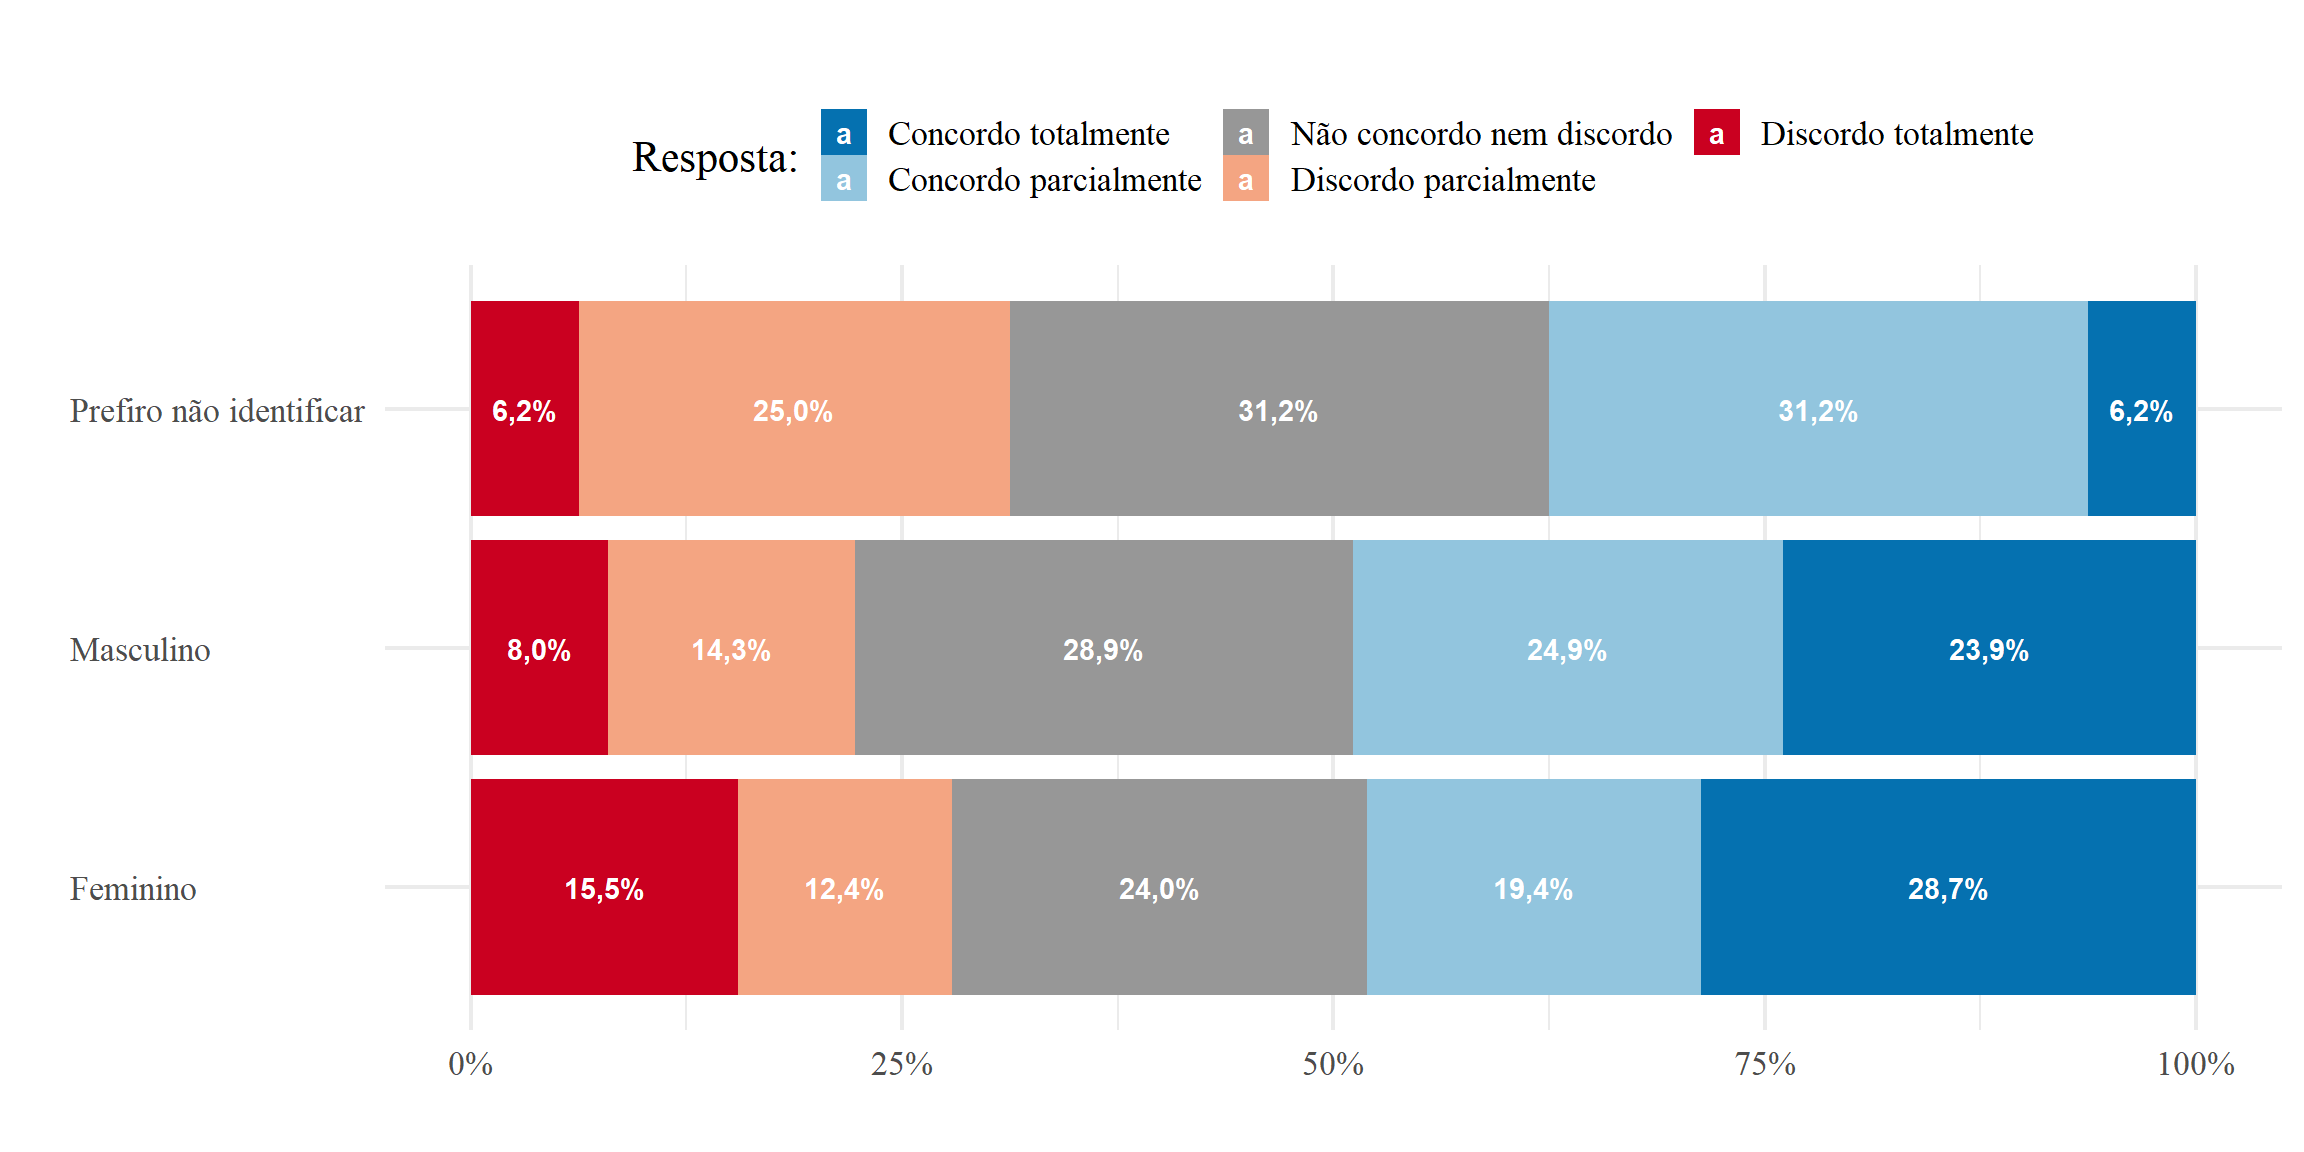 Resposta:
a Concordo totalmente a Não concordo nem discordo a Discordo totalmente
a Concordo parcialmente a Discordo parcialmente
Prefiro não identificar 6,2% 25,0% 31,2% 31,2% 6,2%
Masculino 8,0% 14,3% 28,9% 24,9% 23,9%
Feminino 15,5% 12,4% 24,0% 19,4% 28,7%
0% 25% 50% 75% 100%